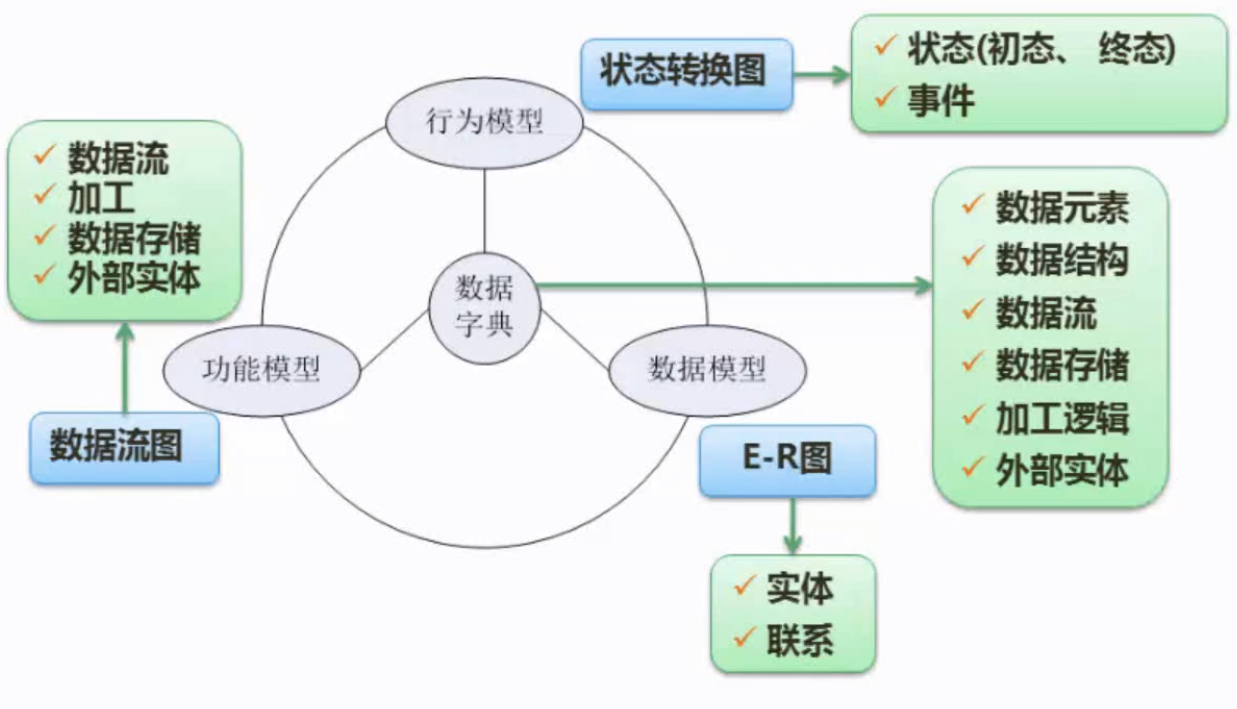 状态转换图
状态(初态、 终态)
事件
行为模型
数据流
加工
数据存储
外部实体
数据
字典
数据元素
数据结构
数据流
数据存储
加工逻辑
外部实体
功能模型
数据模型
数据流图
E-R图
实体
联系